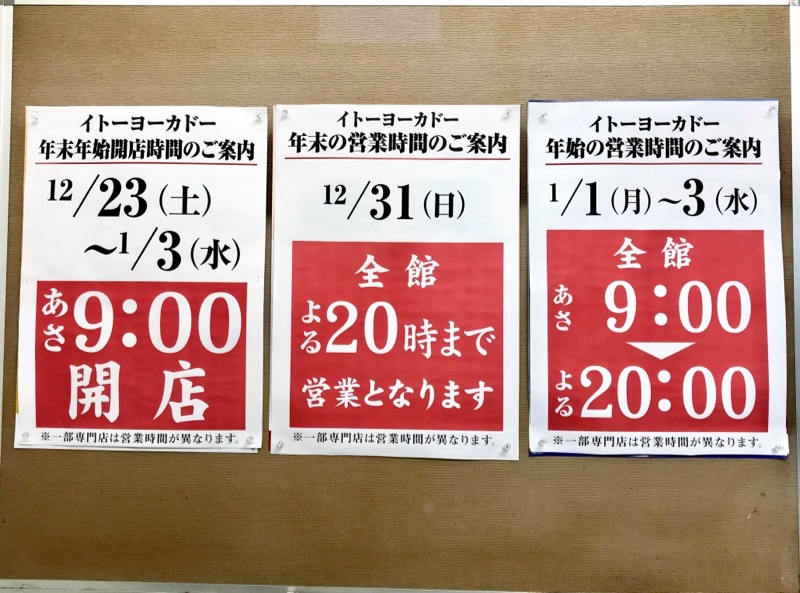 イトーヨーカドー
年末年始開店時間のご案内
12/23(土)
〜1/3(水)
あさ9:00
開店
※一部専門店は営業時間が異なります。
イトーヨーカドー
年末の営業時間のご案内
12/31(日)
全館
よる20時まで
営業となります
※一部専門店は営業時間が異なります。
イトーヨーカドー
年始の営業時間のご案内
1/1(月)〜3(水)
全館
あさ 9:00
よる20:00
※一部専門店は営業時間が異なります。